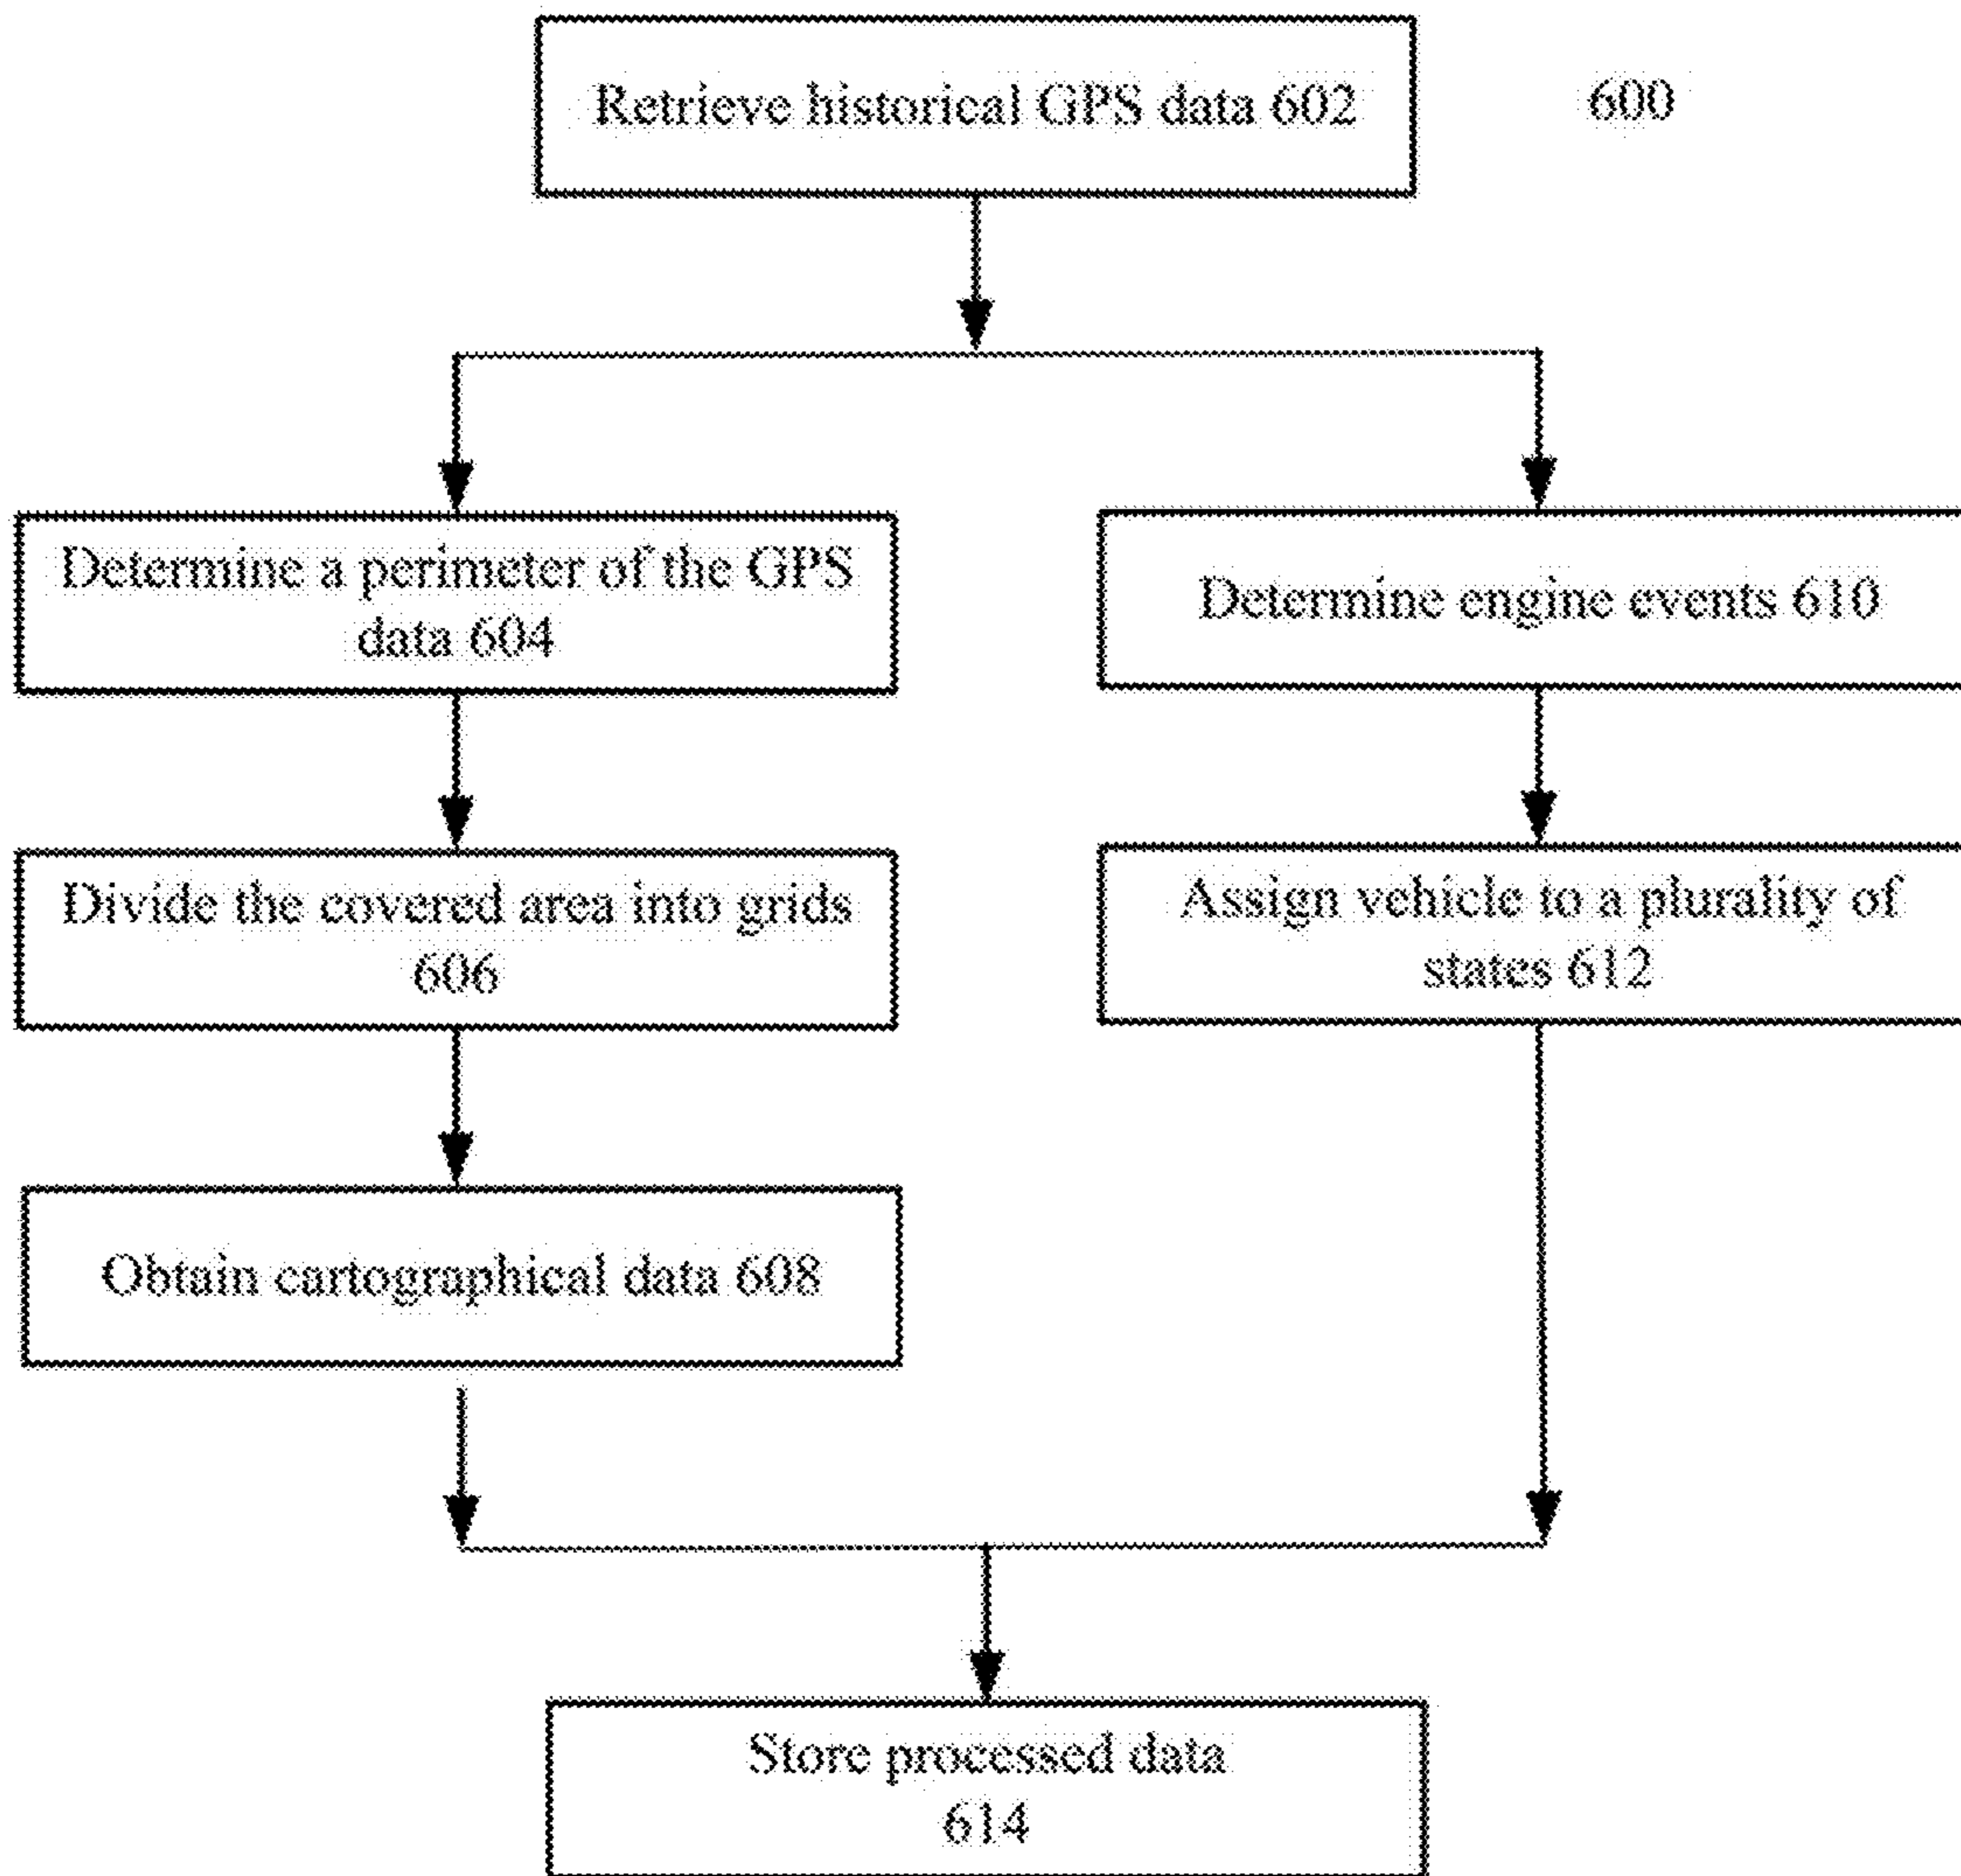 Retrieve historical GPS data 602
600
Determine a perimeter of the GPS
data 604
Determine engine events 610
Divide the covered area into grids
606
Assign vehicle to a plurality of
states 612
Obtain cartographical data 608
Store processed data
614